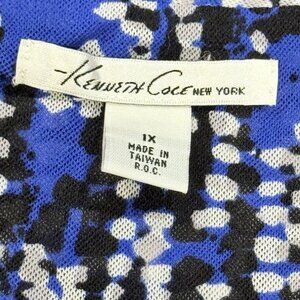 Kenneth Cole NEW YORK
1X
MADE IN
TAIWAN
R.O.C.